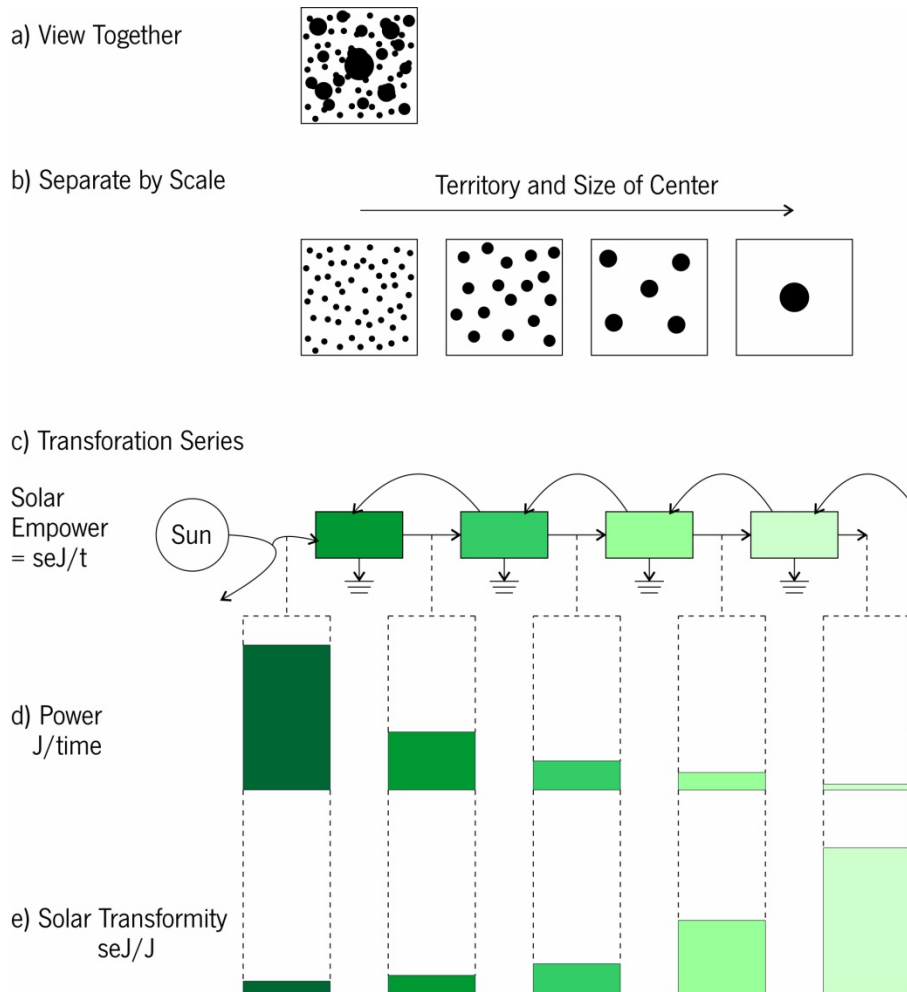 a) View Together
b) Separate by Scale
Territory and Size of Center
c) Transforation Series
Solar
Empower
= seJ/t
Sun
d) Power
J/time
e) Solar Transformity
seJ/J